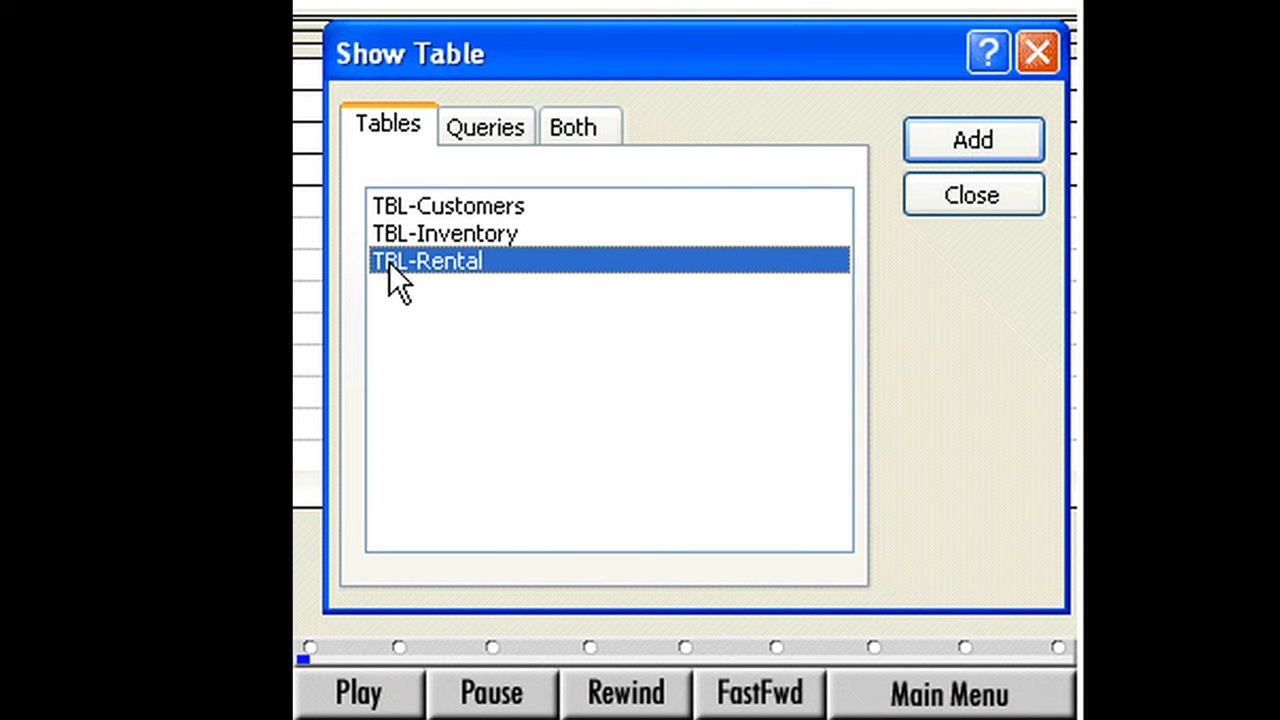 Show Table
?
Tables Queries Both
Add
Close
TBL-Customers
TBL-Inventory
TBL-Rental
Play Pause Rewind FastFwd Main Menu